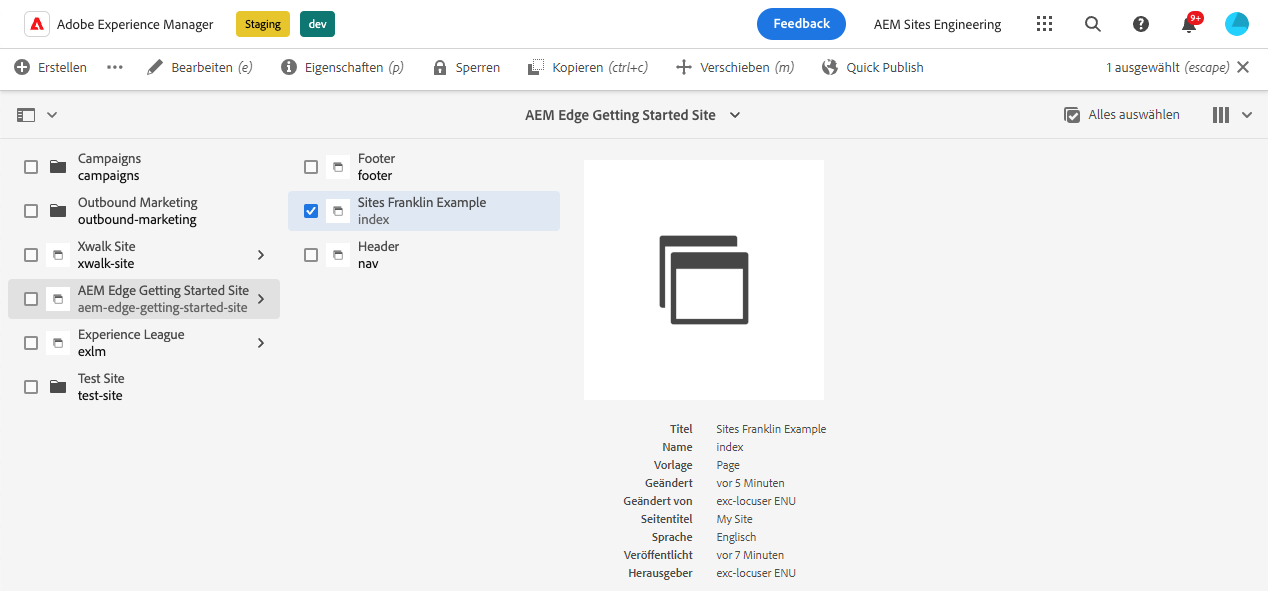 Adobe Experience Manager Staging dev Feedback AEM Sites Engineering 9+
Erstellen Bearbeiten (e) Eigenschaften (p) Sperren Kopieren (ctrl+c) Verschieben (m) Quick Publish 1 ausgewählt (escape)
AEM Edge Getting Started Site Alles auswählen
Campaigns
campaigns
Outbound Marketing
outbound-marketing
Xwalk Site
xwalk-site
AEM Edge Getting Started Site
aem-edge-getting-started-site
Experience League
exlm
Test Site
test-site
Footer
footer
Sites Franklin Example
index
Header
nav
Titel Sites Franklin Example
Name index
Vorlage Page
Geändert vor 5 Minuten
Geändert von exc-locuser ENU
Seitentitel My Site
Sprache Englisch
Veröffentlicht vor 7 Minuten
Herausgeber exc-locuser ENU